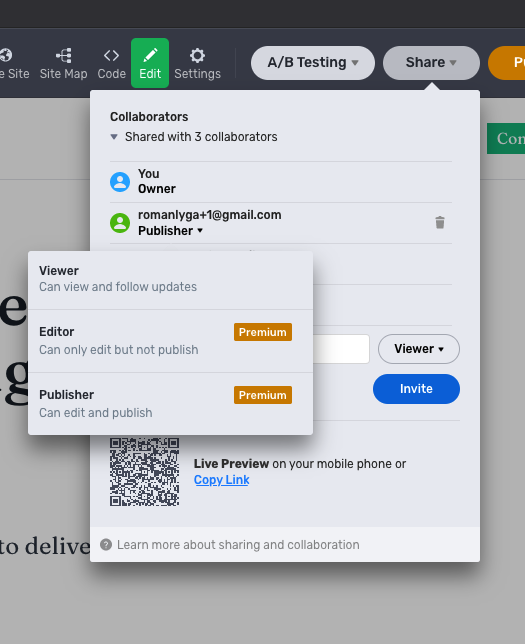 e Site
Site Map
Code
Edit
Settings
A/B Testing
Share
Collaborators
Shared with 3 collaborators
You
Owner
romanlyga+1@gmail.com
Publisher
Viewer
Can view and follow updates
Editor
Premium
Can only edit but not publish
Publisher
Premium
Can edit and publish
Viewer
Invite
Live Preview on your mobile phone or
Copy Link
to delive
Learn more about sharing and collaboration